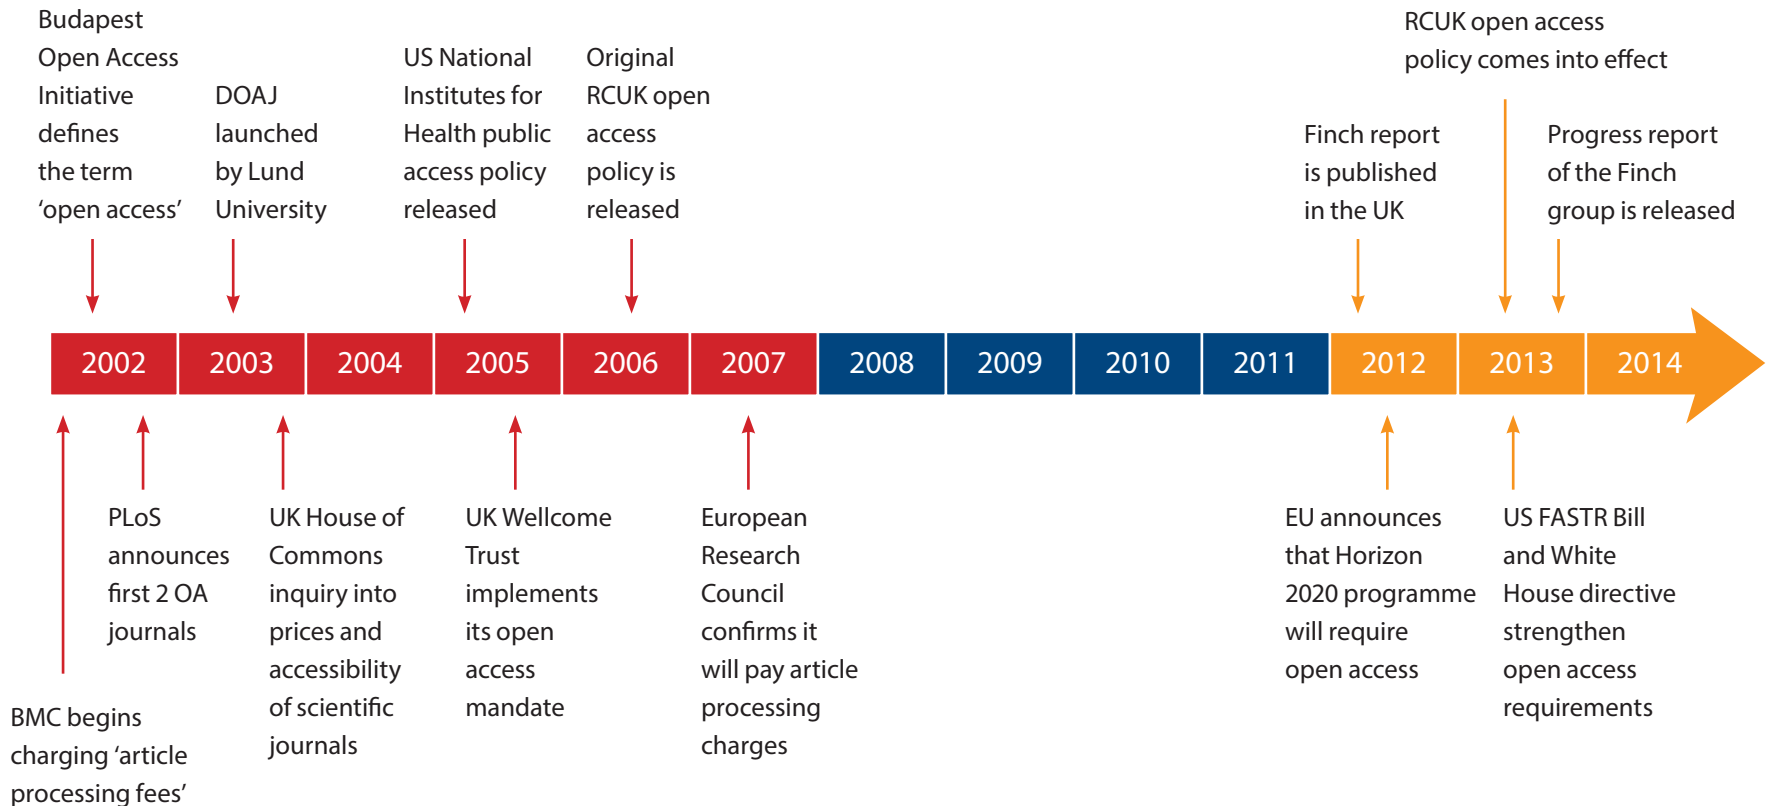 Budapest
Open Access
Initiative
defines
the term
‘open access’
DOAJ
launched
by Lund
University
US National
Institutes for
Health public
access policy
released
Original
RCUK open
access
policy is
released
Finch report
is published
in the UK
RCUK open access
policy comes into effect
Progress report
of the Finch
group is released
2002
2003
2004
2005
2006
2007
2008
2009
2010
2011
2012
2013
2014
BMC begins
charging ‘article
processing fees’
PLoS
announces
first 2 OA
journals
UK House of
Commons
inquiry into
prices and
accessibility
of scientific
journals
UK Wellcome
Trust
implements
its open
access
mandate
European
Research
Council
confirms it
will pay article
processing
charges
EU announces
that Horizon
2020 programme
will require
open access
US FASTR Bill
and White
House directive
strengthen
open access
requirements